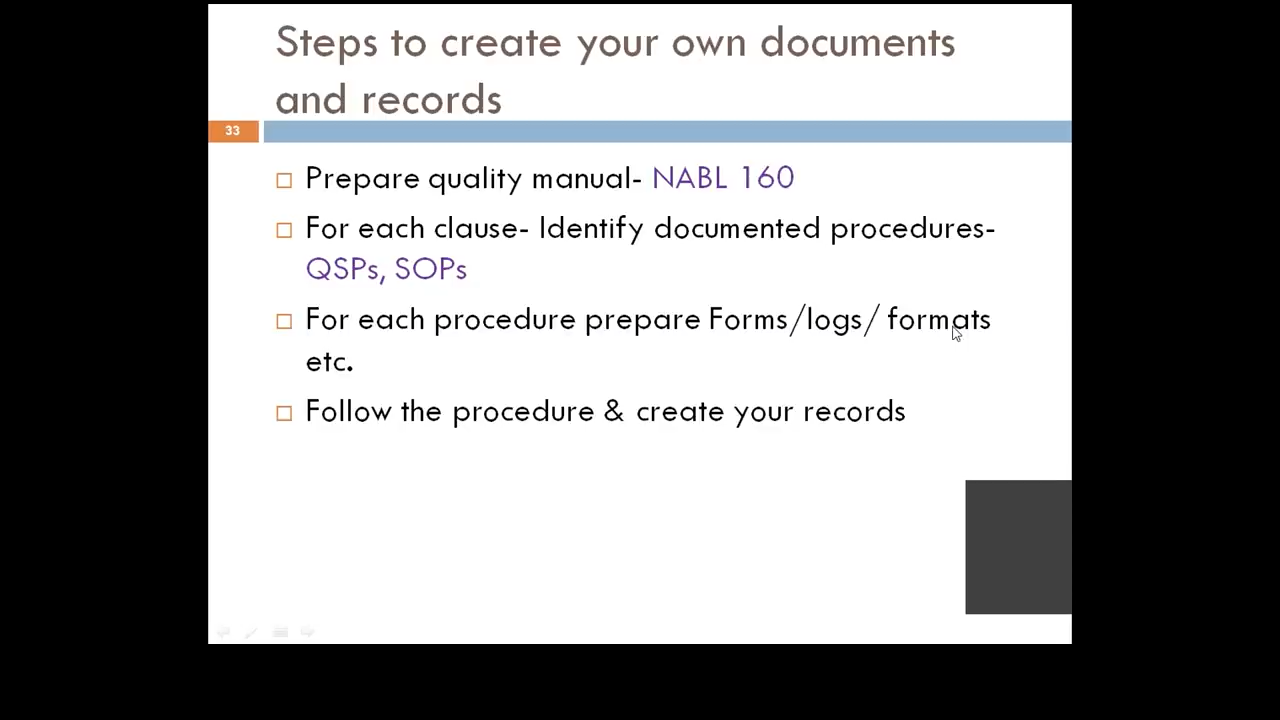 Steps to create your own documents
and records
33
Prepare quality manual- NABL 160
For each clause- Identify documented procedures-
QSPs, SOPs
For each procedure prepare Forms/logs/ formats
etc.
Follow the procedure & create your records